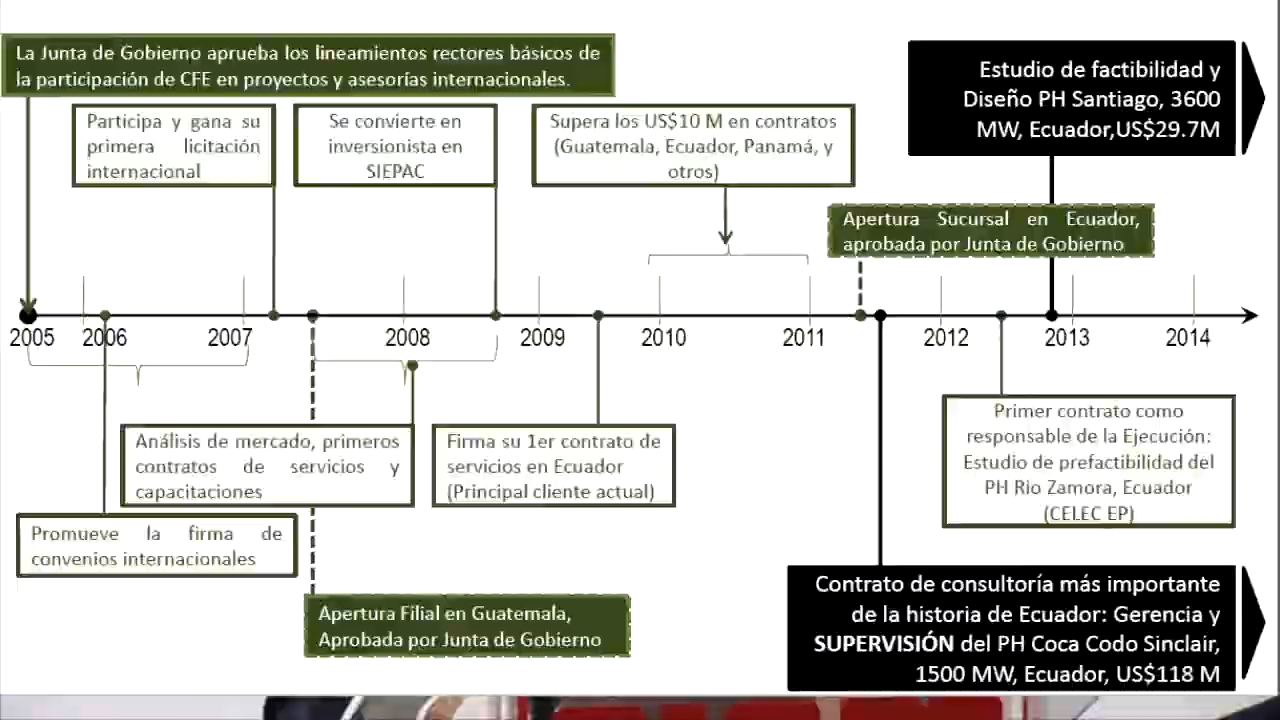 La Junta de Gobierno aprueba los lineamientos rectores básicos de
la participación de CFE en proyectos y asesorías internacionales.
Estudio de factibilidad y
Diseño PH Santiago, 3600
MW, Ecuador,US$29.7M
Participa y gana su
primera licitación
internacional
Se convierte en
inversionista en
SIEPAC
Supera los US$10 M en contratos
(Guatemala, Ecuador, Panamá, y
otros)
Apertura Sucursal en Ecuador,
aprobada por Junta de Gobierno
2005 2006 2007 2008 2009 2010 2011 2012 2013 2014
Análisis de mercado, primeros
contratos de servicios y
capacitaciones
Firma su 1er contrato de
servicios en Ecuador
(Principal cliente actual)
Primer contrato como
responsable de la Ejecución:
Estudio de prefactibilidad del
PH Rio Zamora, Ecuador
(CELEC EP)
Promueve la firma de
convenios internacionales
Apertura Filial en Guatemala,
Aprobada por Junta de Gobierno
Contrato de consultoría más importante
de la historia de Ecuador: Gerencia y
SUPERVISIÓN del PH Coca Codo Sinclair,
1500 MW, Ecuador, US$118 M